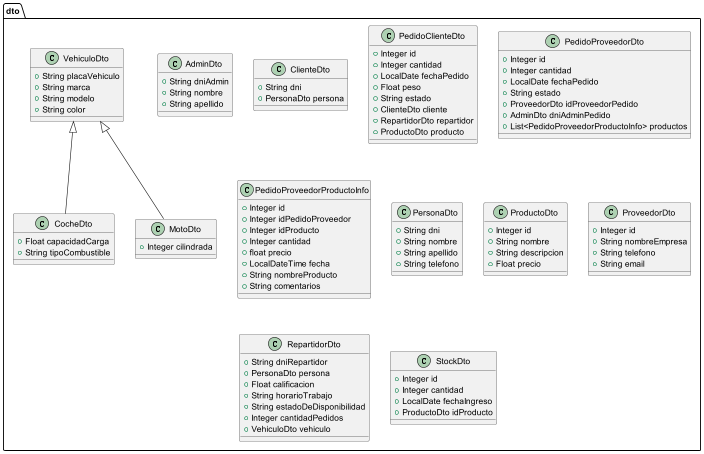 dto
C VehiculoDto
String placaVehiculo
String marca
String modelo
String color
C AdminDto
String dniAdmin
String nombre
String apellido
C ClienteDto
String dni
PersonaDto persona
C PedidoClienteDto
Integer id
Integer cantidad
LocalDate fechaPedido
Float peso
String estado
ClienteDto cliente
RepartidorDto repartidor
ProductoDto producto
C PedidoProveedorDto
Integer id
Integer cantidad
LocalDate fechaPedido
String estado
ProveedorDto idProveedorPedido
AdminDto dniAdminPedido
List<PedidoProveedorProductoInfo> productos
C CocheDto
Float capacidadCarga
String tipoCombustible
C MotoDto
Integer cilindrada
C PedidoProveedorProductoInfo
Integer id
Integer idPedidoProveedor
Integer idProducto
Integer cantidad
float precio
LocalDateTime fecha
String nombreProducto
String comentarios
C PersonaDto
String dni
String nombre
String apellido
String telefono
C ProductoDto
Integer id
String nombre
String descripcion
Float precio
C ProveedorDto
Integer id
String nombreEmpresa
String telefono
String email
C RepartidorDto
String dniRepartidor
PersonaDto persona
Float calificacion
String horarioTrabajo
String estadoDeDisponibilidad
Integer cantidadPedidos
VehiculoDto vehiculo
C StockDto
Integer id
Integer cantidad
LocalDate fechaIngreso
ProductoDto idProducto